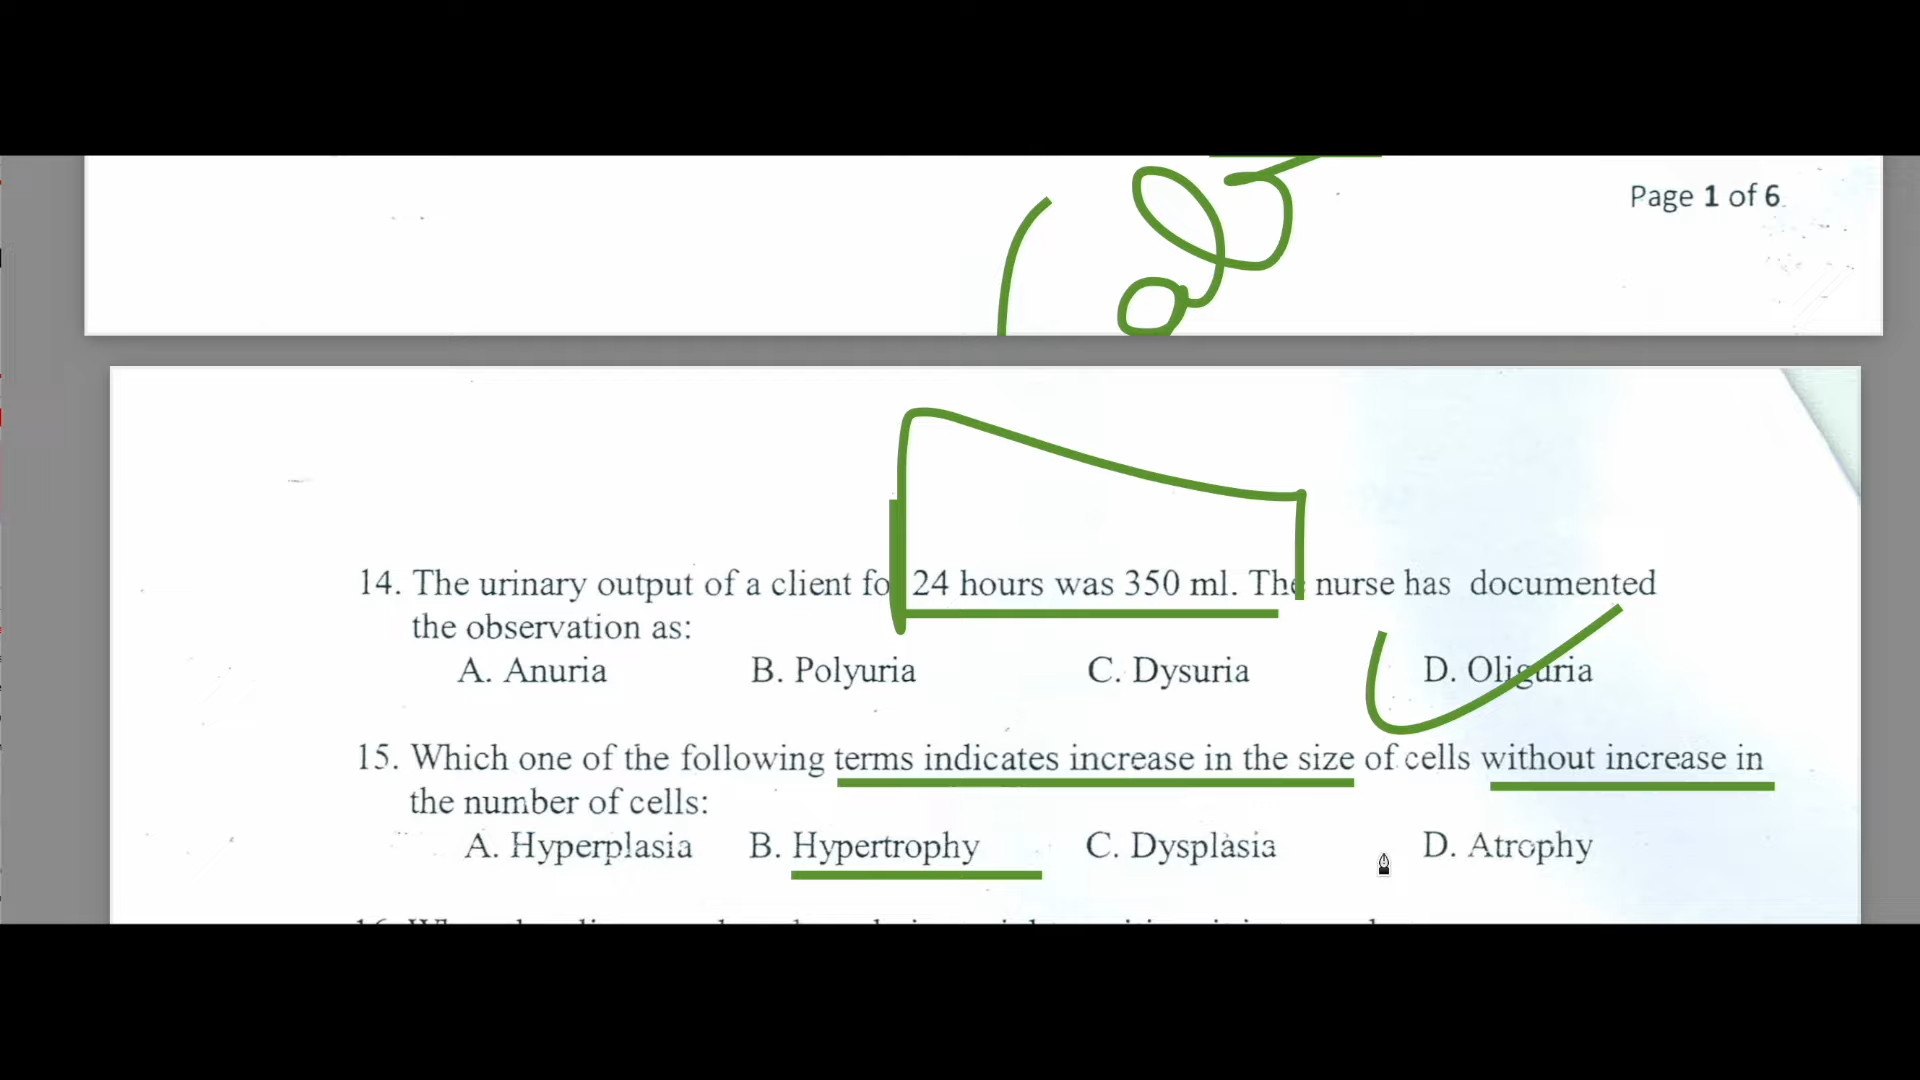 Page 1 of 6
14. The urinary output of a client fo 24 hours was 350 ml. The nurse has documented
the observation as:
A. Anuria B. Polyuria C. Dysuria D. Oliguria
15. Which one of the following terms indicates increase in the size of cells without increase in
the number of cells:
A. Hyperplasia B. Hypertrophy C. Dysplasia D. Atrophy